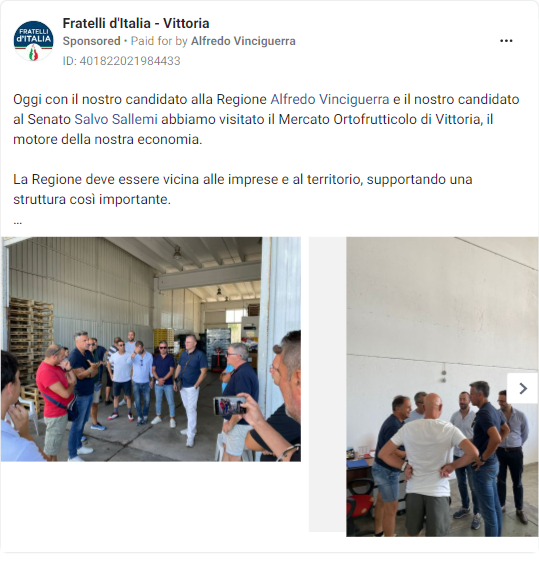 FRATELLI
d'ITALIA
Fratelli d'Italia - Vittoria
Sponsored • Paid for by Alfredo Vinciguerra
ID: 401822021984433
Oggi con il nostro candidato alla Regione Alfredo Vinciguerra e il nostro candidato
al Senato Salvo Sallemi abbiamo visitato il Mercato Ortofrutticolo di Vittoria, il
motore della nostra economia.
La Regione deve essere vicina alle imprese e al territorio, supportando una
struttura così importante.
...